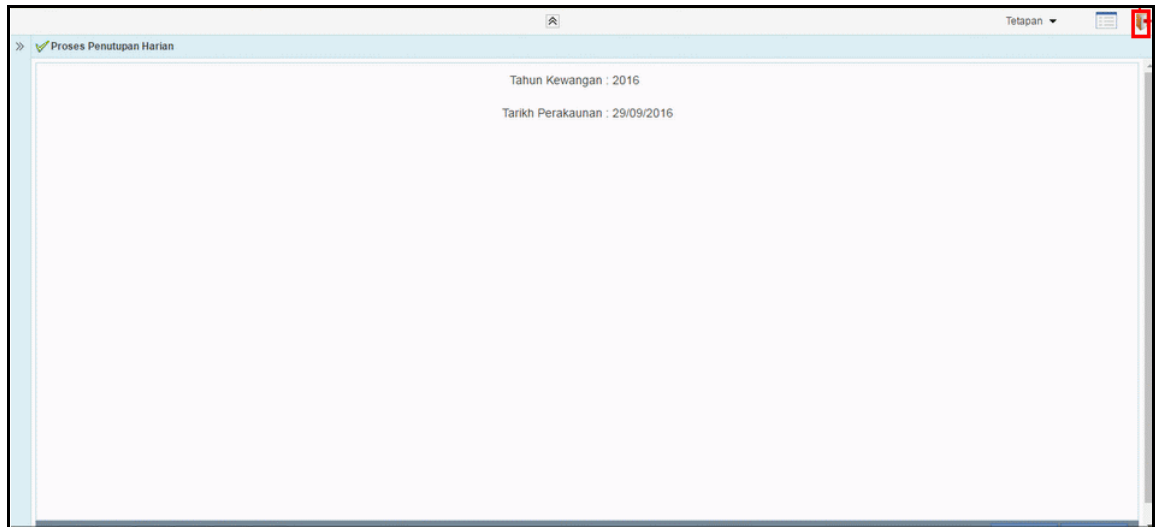 Tetapan
Proses Penutupan Harian
Tahun Kewangan : 2016
Tarikh Perakaunan : 29/09/2016